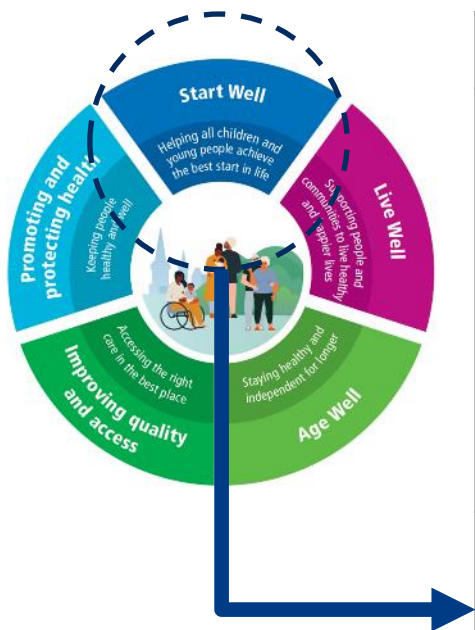 Start Well
Helping all children and
young people achieve
the best start in life
Live Well
Supporting people and
communities to live healthy
and happier lives
Age Well
Staying healthy and
independent for longer
Improving quality
and access
Accessing the right
care in the best place
Promoting and
protecting health
Keeping people
healthy and well